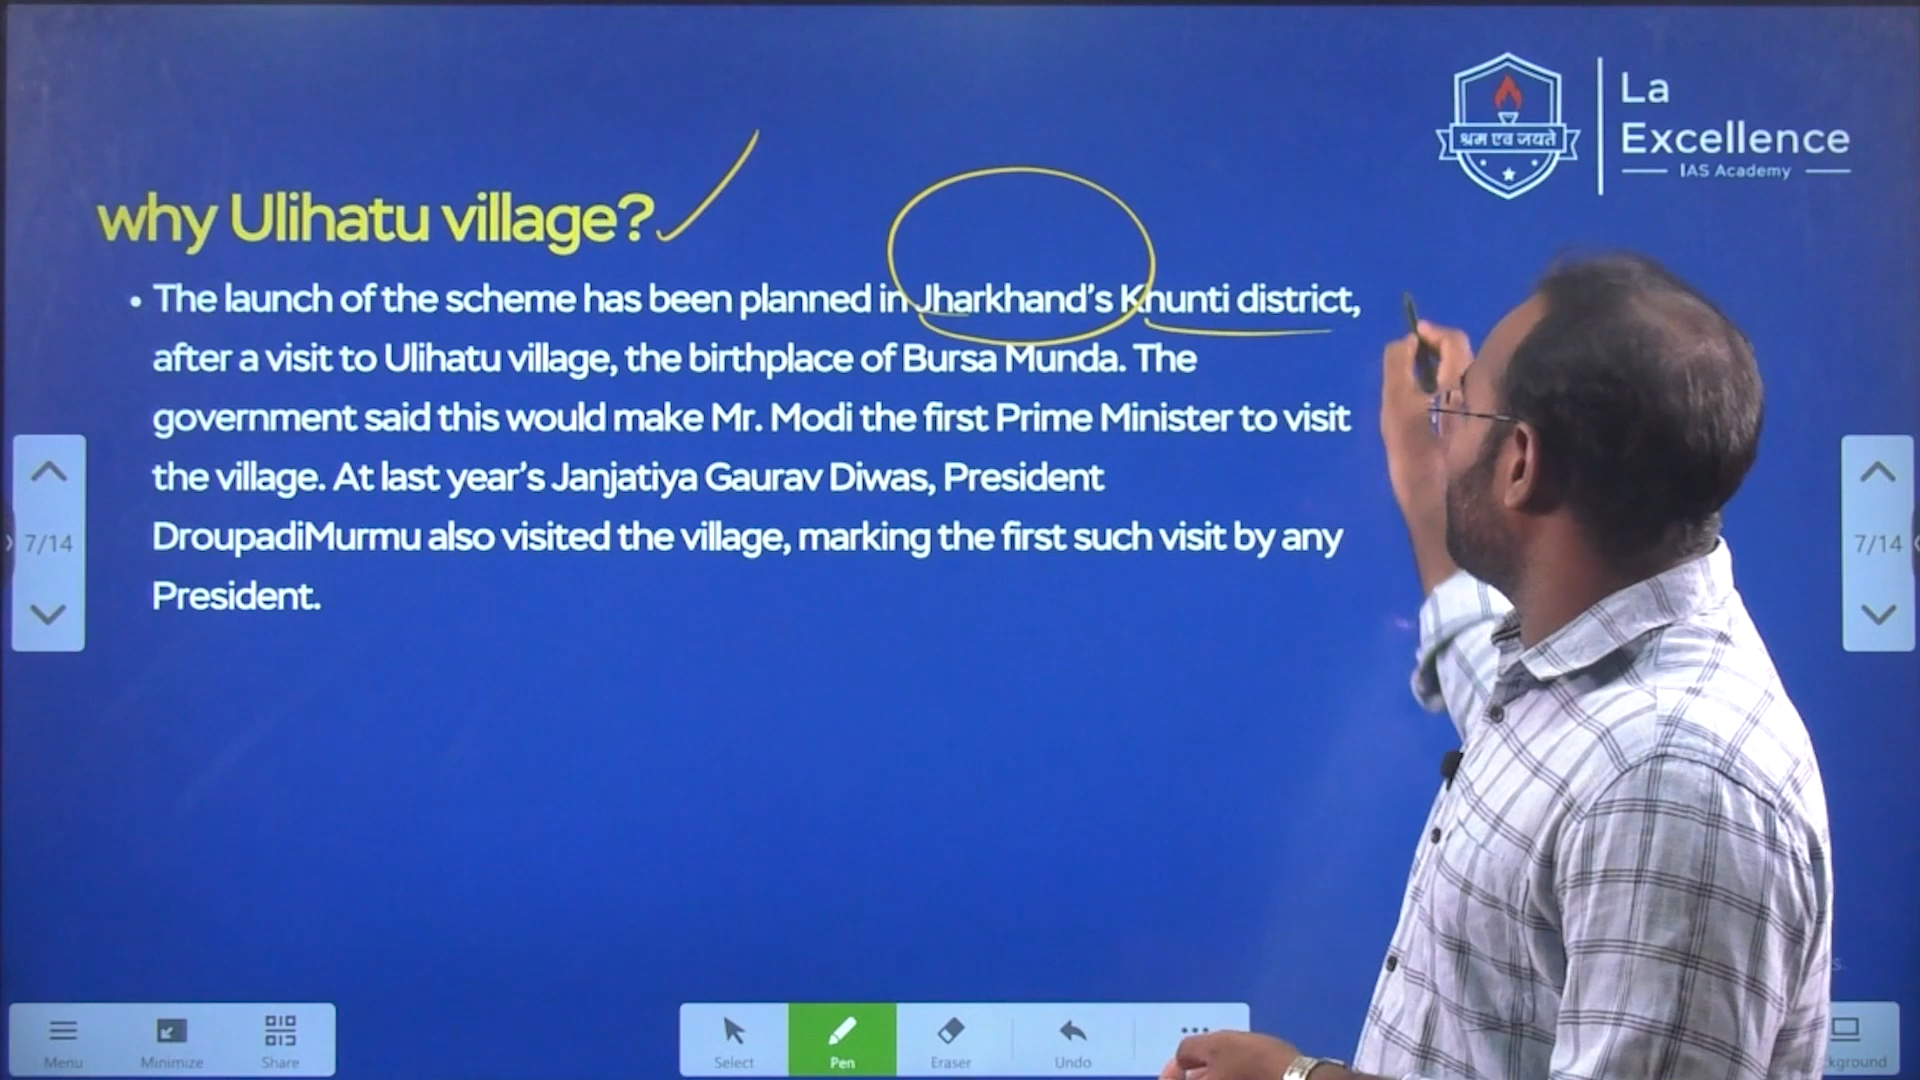 La
Excellence
IAS Academy
श्रम एव जयते
why Ulihatu village?
• The launch of the scheme has been planned in Jharkhand's Khunti district,
after a visit to Ulihatu village, the birthplace of Bursa Munda. The
government said this would make Mr. Modi the first Prime Minister to visit
the village. At last year's Janjatiya Gaurav Diwas, President
DroupadiMurmu also visited the village, marking the first such visit by any
President.
7/14
7/14
Menu
Minimize
Share
Select
Pen
Eraser
Undo
kground